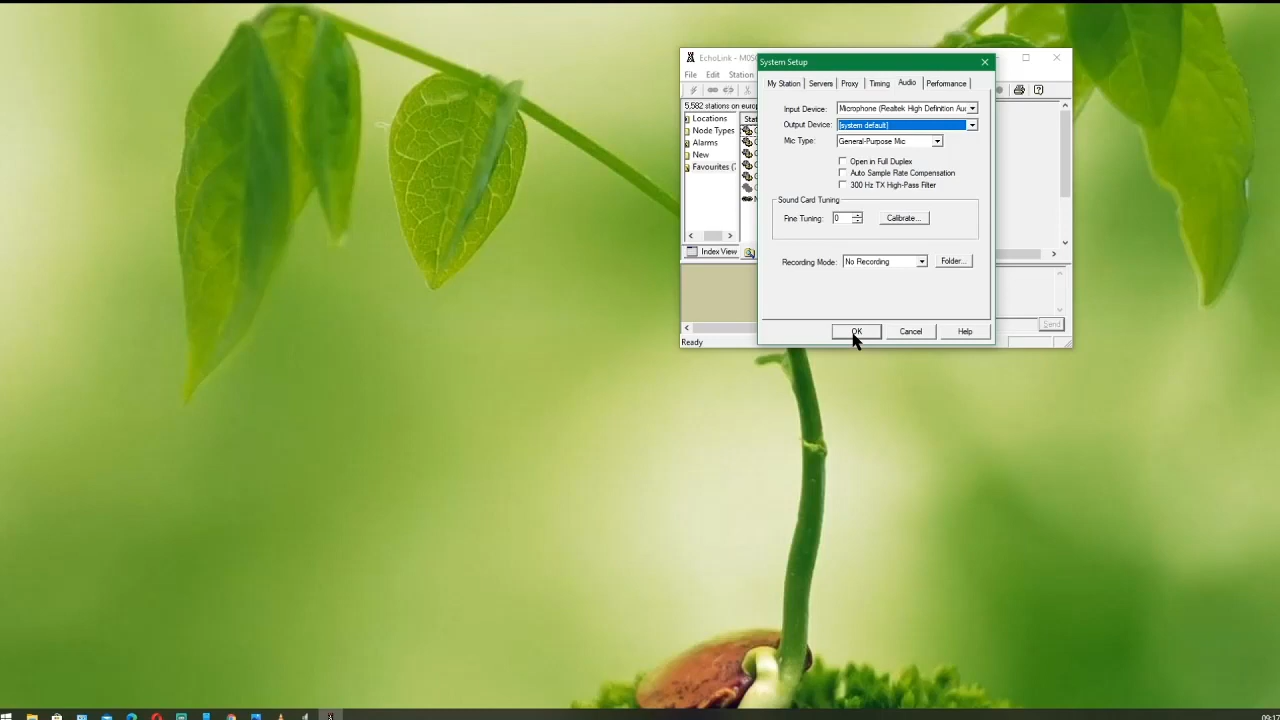 EchoLink - M0S
System Setup
File Edit Station
My Station Servers Proxy Timing Audio Performance
5,582 stations on euro
Input Device: Microphone (Realtek High Definition Au
Locations
Output Device: [system default]
Node Types
Mic Type: General-Purpose Mic
Alarms
New
Open in Full Duplex
Favourites (
Auto Sample Rate Compensation
300 Hz TX High-Pass Filter
Sound Card Tuning
Fine Tuning: 0 Calibrate...
Index View
Recording Mode: No Recording Folder...
Send
OK Cancel Help
Ready